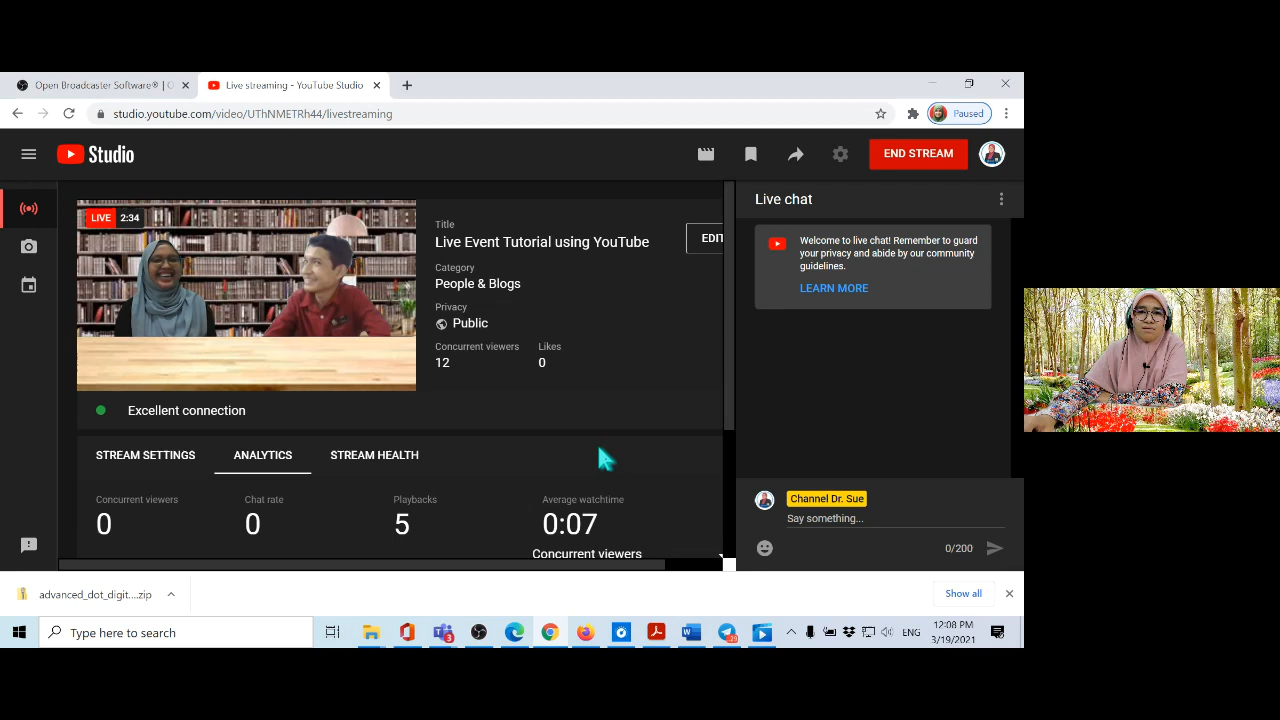 Open Broadcaster Software® | O
Live streaming - YouTube Studio
studio.youtube.com/video/UThNMETRh44/livestreaming
Paused
Studio
END STREAM
LIVE 2:34
Title
Live Event Tutorial using YouTube
EDIT
Category
People & Blogs
Privacy
Public
Concurrent viewers
Likes
12
0
Excellent connection
STREAM SETTINGS
ANALYTICS
STREAM HEALTH
Concurrent viewers
Chat rate
Playbacks
Average watchtime
0
0
5
0:07
Concurrent viewers
Live chat
Welcome to live chat! Remember to guard
your privacy and abide by our community
guidelines.
LEARN MORE
Channel Dr. Sue
Say something...
0/200
advanced_dot_digit....zip
Show all
Type here to search
3
29
ENG
12:08 PM
3/19/2021